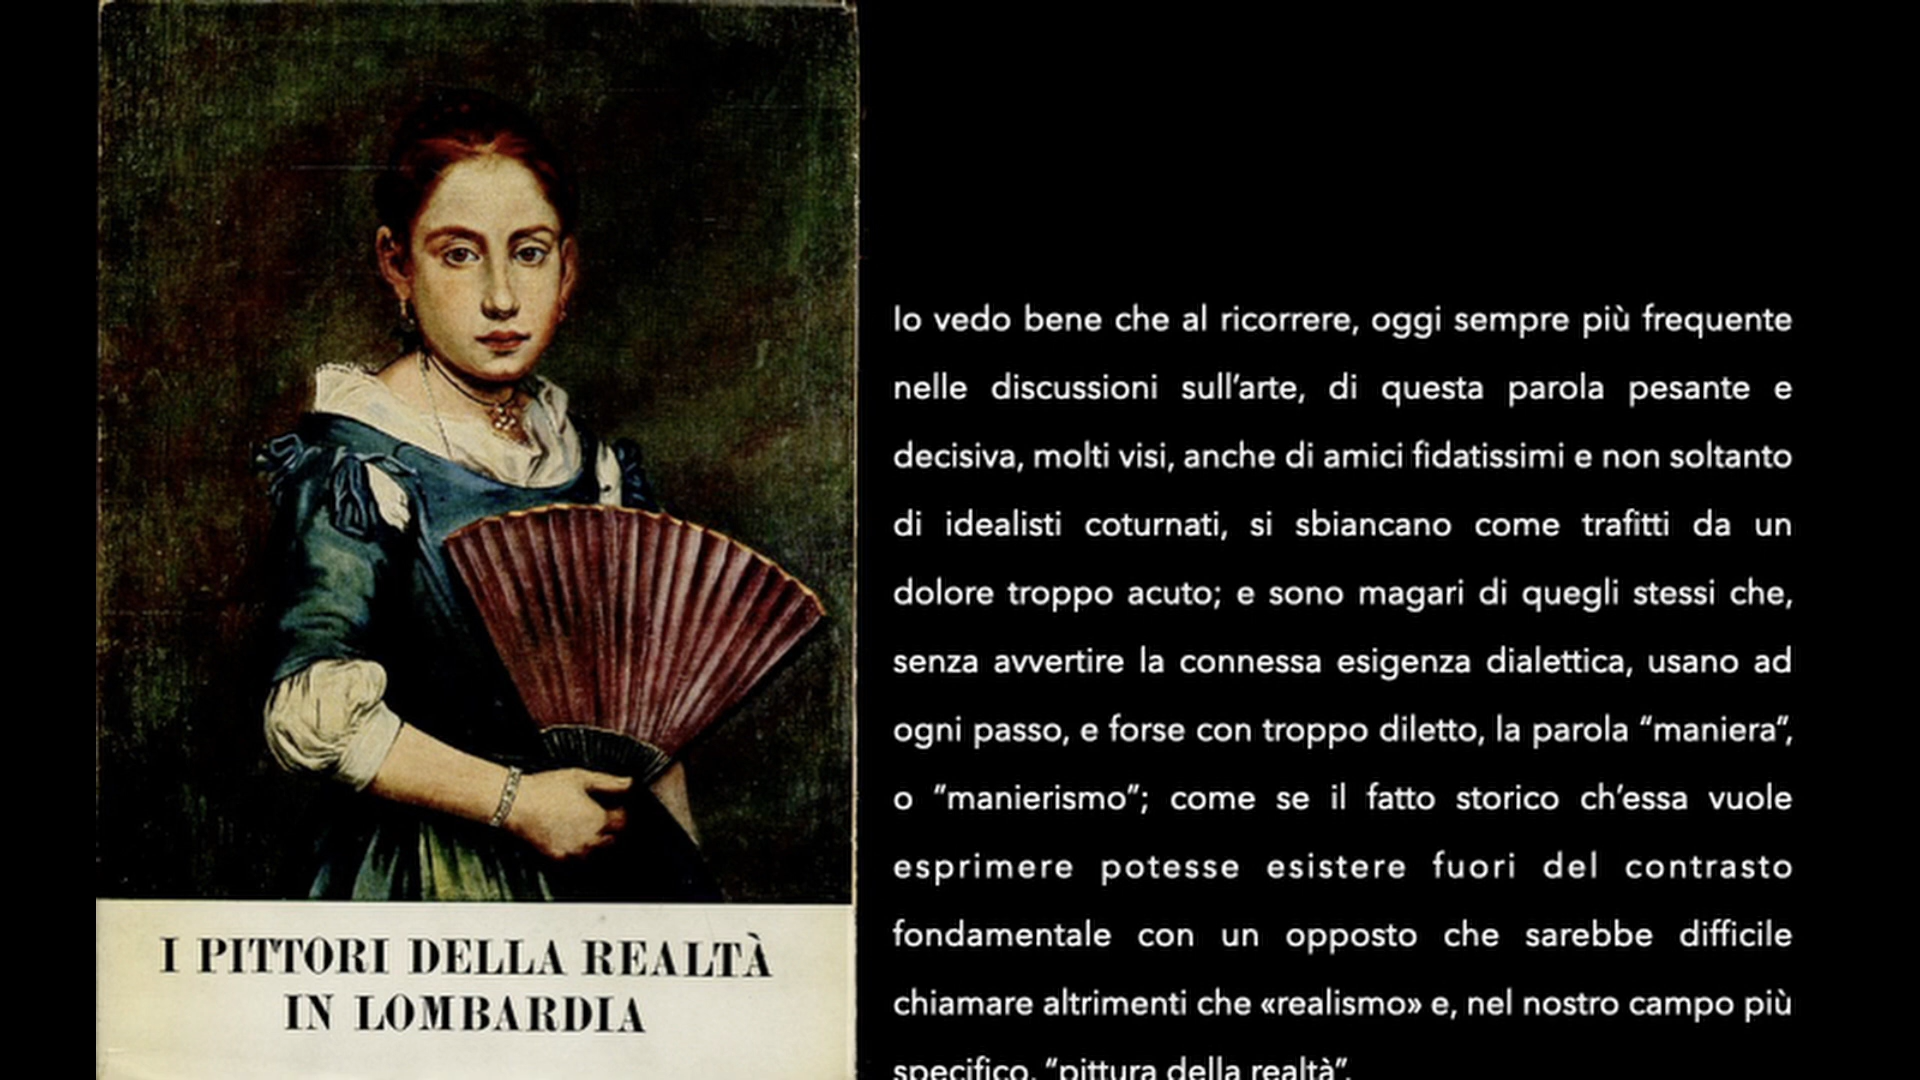 I PITTORI DELLA REALTÀ
IN LOMBARDIA
Io vedo bene che al ricorrere, oggi sempre più frequente
nelle discussioni sull’arte, di questa parola pesante e
decisiva, molti visi, anche di amici fidatissimi e non soltanto
di idealisti coturnati, si sbiancano come trafitti da un
dolore troppo acuto; e sono magari di quegli stessi che,
senza avvertire la connessa esigenza dialettica, usano ad
ogni passo, e forse con troppo diletto, la parola “maniera”,
o “manierismo”; come se il fatto storico ch’essa vuole
esprimere potesse esistere fuori del contrasto
fondamentale con un opposto che sarebbe difficile
chiamare altrimenti che «realismo» e, nel nostro campo più
specifico, “pittura della realtà”.